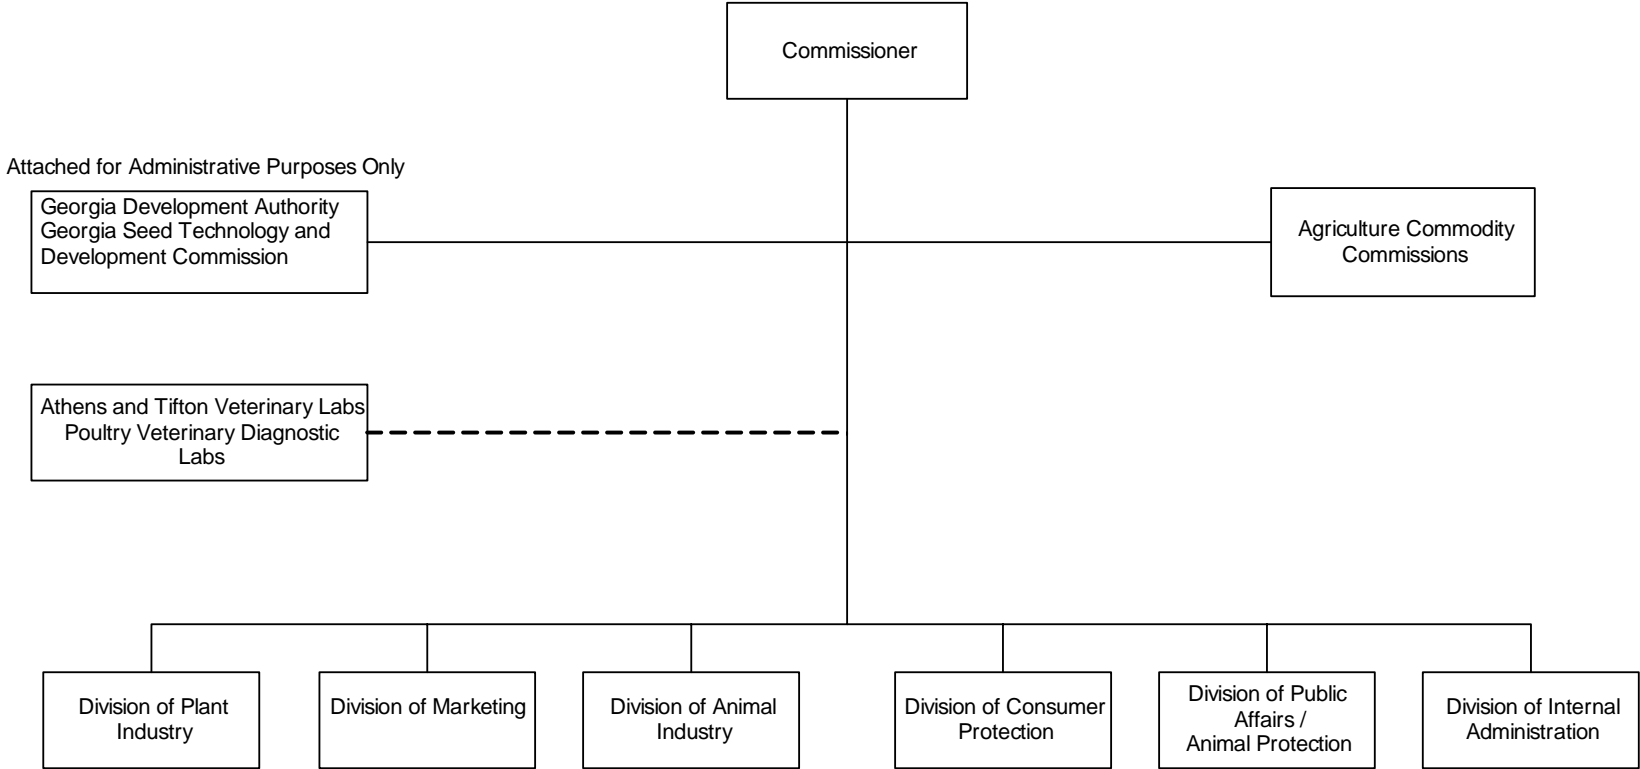 Commissioner
Attached for Administrative Purposes Only
Georgia Development Authority
Georgia Seed Technology and
Development Commission
Agriculture Commodity
Commissions
Athens and Tifton Veterinary Labs
Poultry Veterinary Diagnostic
Labs
Division of Plant
Industry
Division of Marketing
Division of Animal
Industry
Division of Consumer
Protection
Division of Public
Affairs /
Animal Protection
Division of Internal
Administration